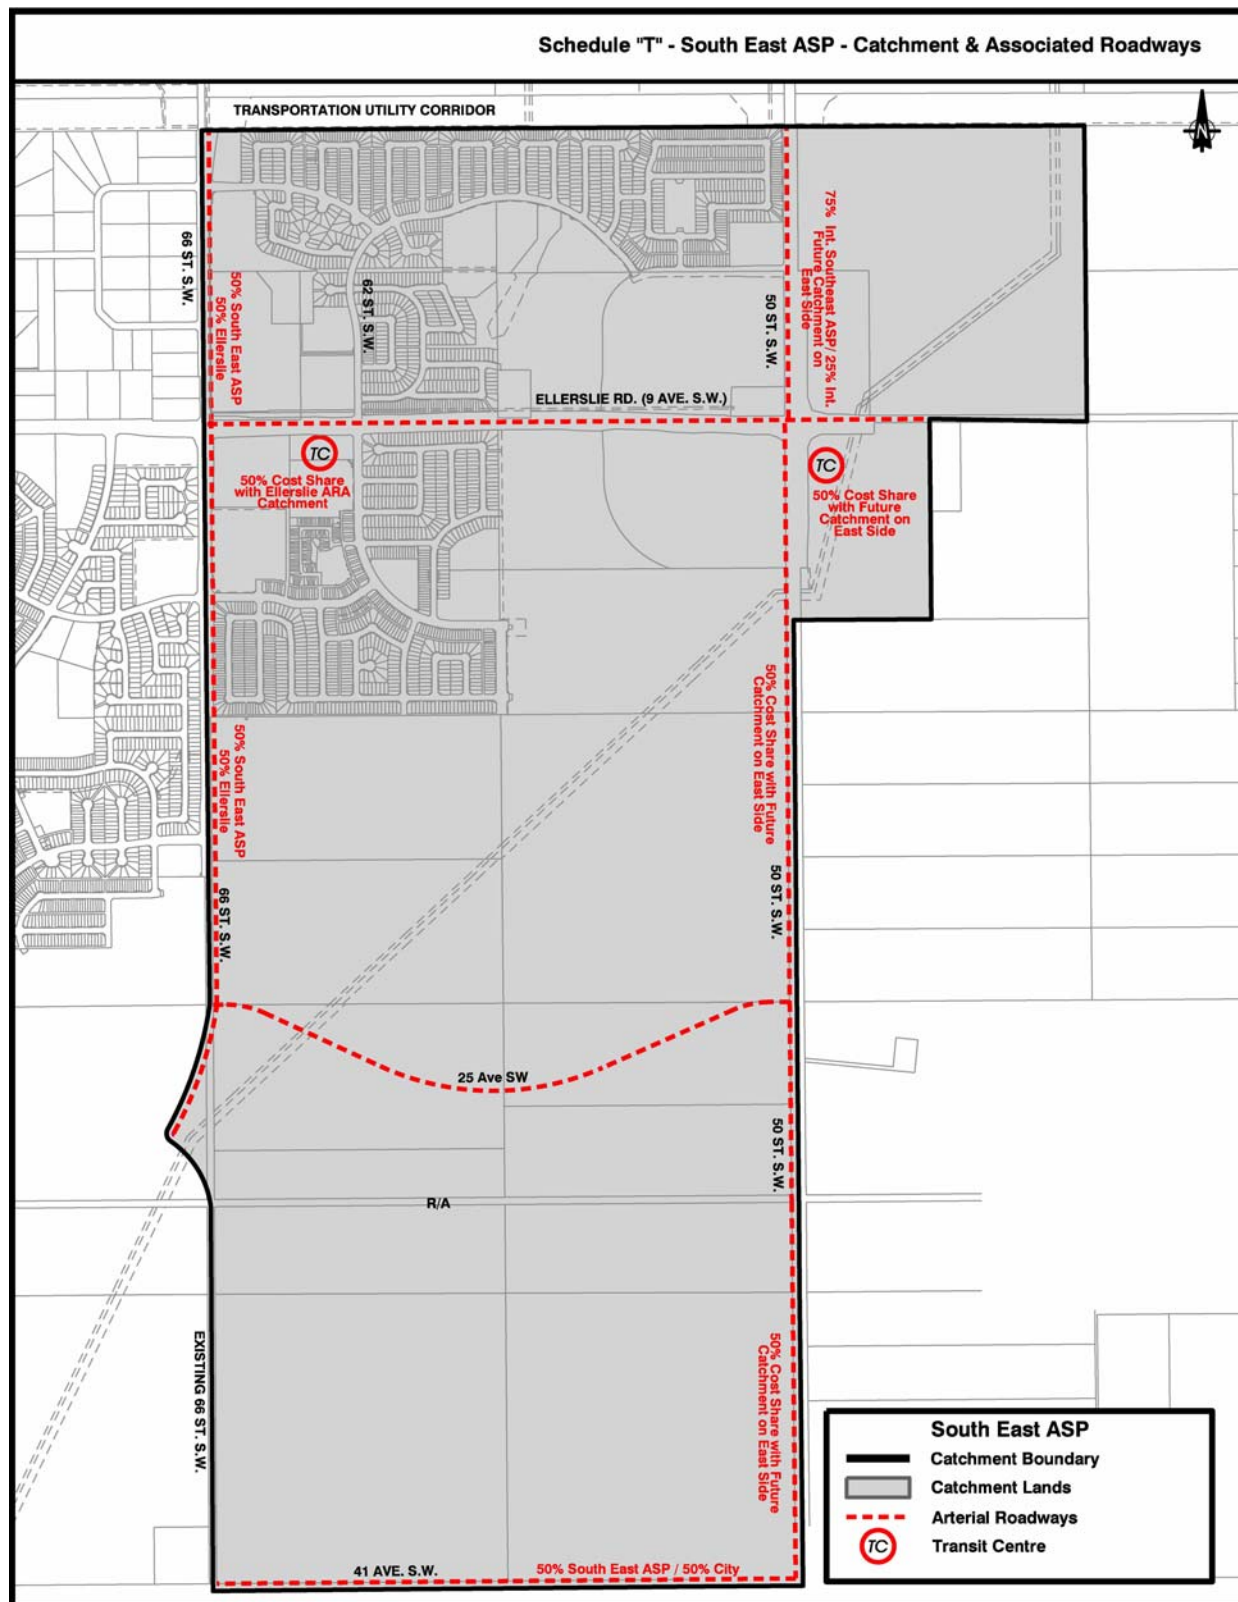 Schedule "T" - South East ASP - Catchment & Associated Roadways
TRANSPORTATION UTILITY CORRIDOR
N
66 ST. S.W.
50% South East ASP
50% Ellerslie
62 ST. S.W.
50 ST. S.W.
75% Int. Southeast ASP/ 25% Int.
Future Catchment on
East Side
ELLERSLIE RD. (9 AVE. S.W.)
TC
50% Cost Share
with Ellerslie ARA
Catchment
TC
50% Cost Share
with Future
Catchment on
East Side
50% Cost Share with Future
Catchment on East Side
50% South East ASP
50% Ellerslie
66 ST. S.W.
50 ST. S.W.
25 Ave SW
50 ST. S.W.
R/A
EXISTING 66 ST. S.W.
50% Cost Share with Future
Catchment on East Side
41 AVE. S.W.
50% South East ASP / 50% City
South East ASP
Catchment Boundary
Catchment Lands
Arterial Roadways
TC
Transit Centre